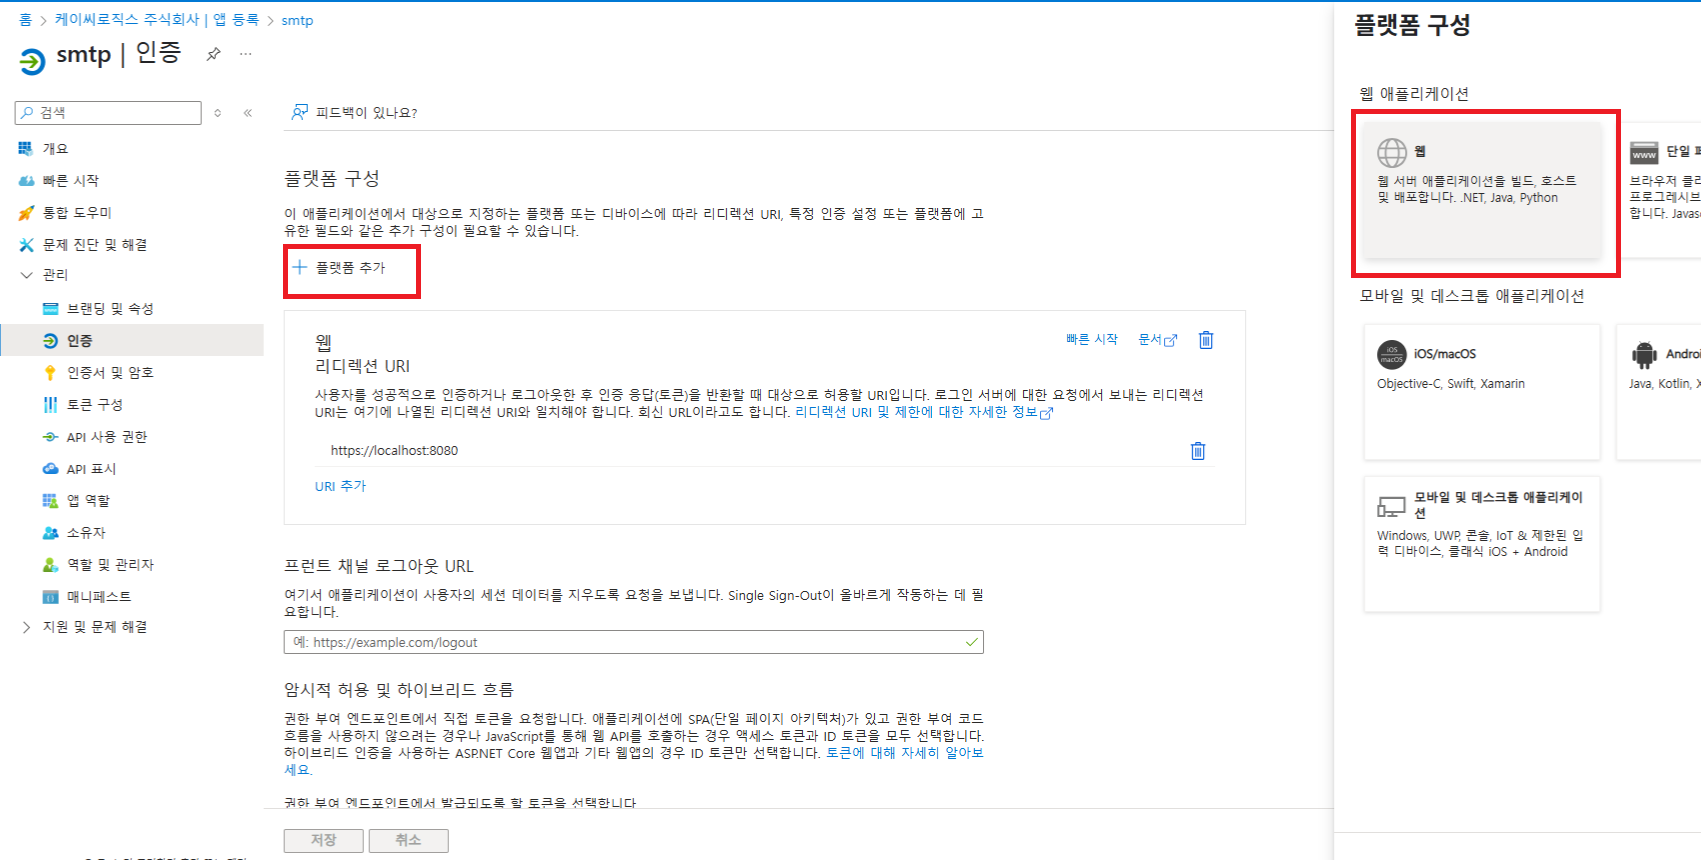 홈 > 케이씨로직스 주식회사 | 앱 등록 > smtp
smtp | 인증
검색
개요
빠른 시작
통합 도우미
문제 진단 및 해결
관리
브랜딩 및 속성
인증
인증서 및 암호
토큰 구성
API 사용 권한
API 표시
앱 역할
소유자
역할 및 관리자
매니페스트
지원 및 문제 해결
피드백이 있나요?
플랫폼 구성
이 애플리케이션에서 대상으로 지정하는 플랫폼 또는 디바이스에 따라 리디렉션 URI, 특정 인증 설정 또는 플랫폼에 고
유한 필드와 같은 추가 구성이 필요할 수 있습니다.
플랫폼 추가
웹
빠른 시작 문서
리디렉션 URI
사용자를 성공적으로 인증하거나 로그아웃한 후 인증 응답(토큰)을 반환할 때 대상으로 허용할 URI입니다. 로그인 서버에 대한 요청에서 보내는 리디렉션
URI는 여기에 나열된 리디렉션 URI와 일치해야 합니다. 회신 URL이라고도 합니다. 리디렉션 URI 및 제한에 대한 자세한 정보
https://localhost:8080
URI 추가
프런트 채널 로그아웃 URL
여기서 애플리케이션이 사용자의 세션 데이터를 지우도록 요청을 보냅니다. Single Sign-Out이 올바르게 작동하는 데 필
요합니다.
예: https://example.com/logout
암시적 허용 및 하이브리드 흐름
권한 부여 엔드포인트에서 직접 토큰을 요청합니다. 애플리케이션에 SPA(단일 페이지 아키텍처)가 있고 권한 부여 코드
흐름을 사용하지 않으려는 경우나 JavaScript를 통해 웹 API를 호출하는 경우 액세스 토큰과 ID 토큰을 모두 선택합니다.
하이브리드 인증을 사용하는 ASP.NET Core 웹앱과 기타 웹앱의 경우 ID 토큰만 선택합니다. 토큰에 대해 자세히 알아보
세요.
권한 부여 엔드포인트에서 발급되도록 할 토큰을 선택합니다
저장 취소
플랫폼 구성
웹 애플리케이션
웹
웹 서버 애플리케이션을 빌드, 호스트
및 배포합니다. .NET, Java, Python
www
단일
브라우저
프로그레시브
합니다.
모바일 및 데스크톱 애플리케이션
iOS
macOS
iOS/macOS
Objective-C, Swift, Xamarin
Java, Kotlin,
모바일 및 데스크톱 애플리케이
션
Windows, UWP, 콘솔, IoT & 제한된 입
력 디바이스, 클래식 iOS + Android